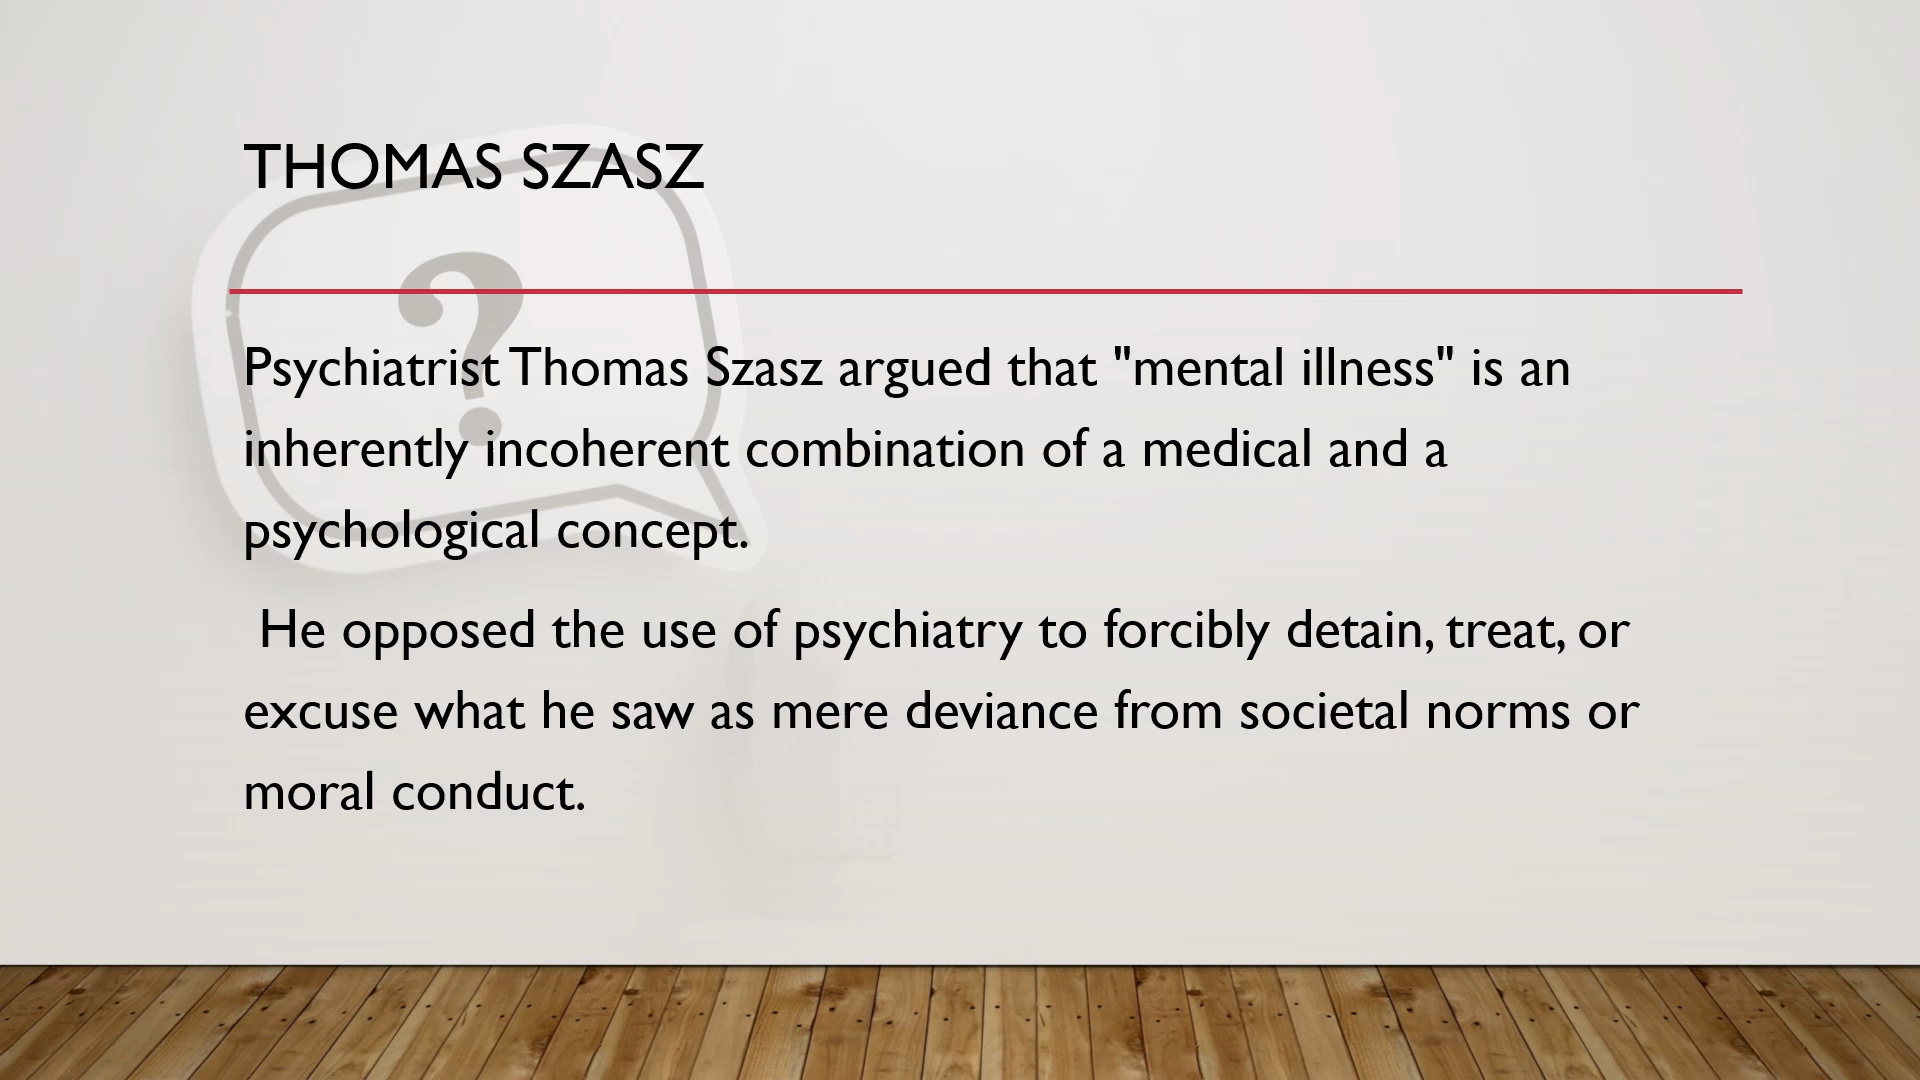 THOMAS SZASZ
Psychiatrist Thomas Szasz argued that "mental illness" is an
inherently incoherent combination of a medical and a
psychological concept.
He opposed the use of psychiatry to forcibly detain, treat, or
excuse what he saw as mere deviance from societal norms or
moral conduct.
?